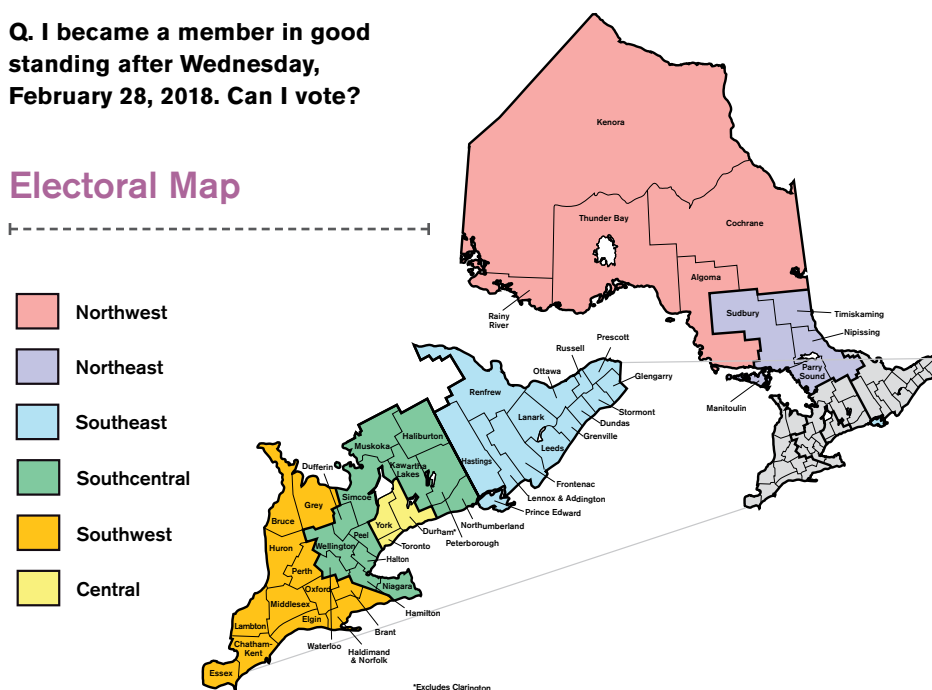 Q. I became a member in good
standing after Wednesday,
February 28, 2018. Can I vote?
Electoral Map
Northwest
Northeast
Southeast
Southcentral
Southwest
Central
Kenora
Thunder Bay
Cochrane
Algoma
Rainy
River
Sudbury
Timiskaming
Nipissing
Parry
Sound
Manitoulin
Prescott
Russell
Ottawa
Glengarry
Renfrew
Stormont
Lanark
Dundas
Grenville
Leeds
Hastings
Frontenac
Lennox & Addington
Prince Edward
Haliburton
Muskoka
Kawartha
Lakes
Northumberland
Peterborough
Dufferin
Simcoe
York
Durham*
Toronto
Peel
Wellington
Halton
Niagara
Hamilton
Grey
Bruce
Huron
Perth
Oxford
Middlesex
Elgin
Brant
Lambton
Waterloo
Haldimand
& Norfolk
Chatham-
Kent
Essex
*Excludes Clarington